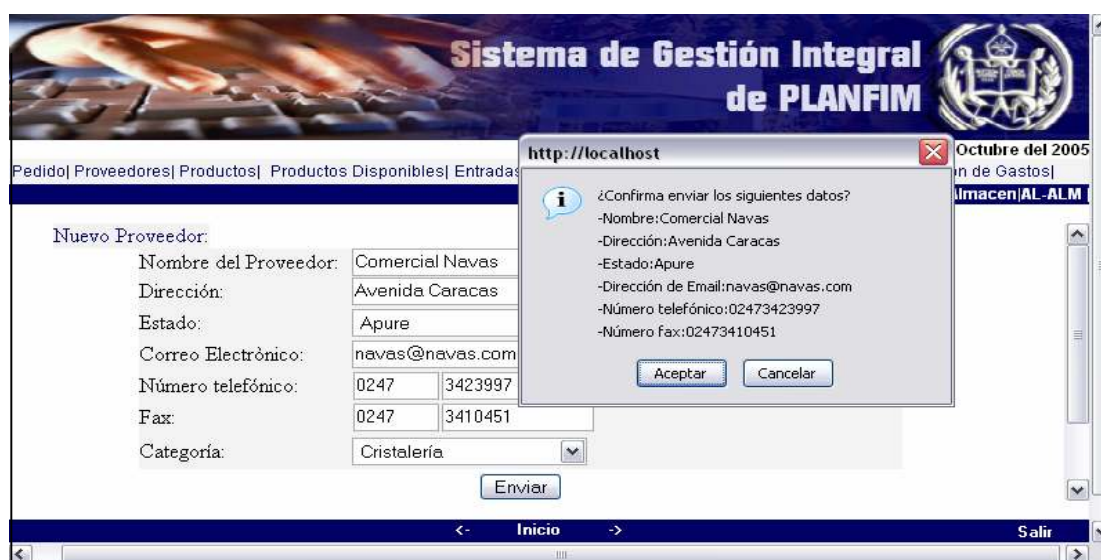 Sistema de Gestión Integral
de PLANFIM
Octubre del 2005
Pedido| Proveedores| Productos| Productos Disponibles| Entradas
n de Gastos|
Almacen|AL-ALM |
http://localhost
¿Confirma enviar los siguientes datos?
-Nombre:Comercial Navas
-Dirección:Avenida Caracas
-Estado:Apure
-Dirección de Email:navas@navas.com
-Número telefónico:02473423997
-Número fax:02473410451
Aceptar Cancelar
Nuevo Proveedor:
Nombre del Proveedor: Comercial Navas
Dirección: Avenida Caracas
Estado: Apure
Correo Electrònico: navas@navas.com
Número telefónico: 0247 3423997
Fax: 0247 3410451
Categoría: Cristalería
Enviar
<- Inicio -> Salir